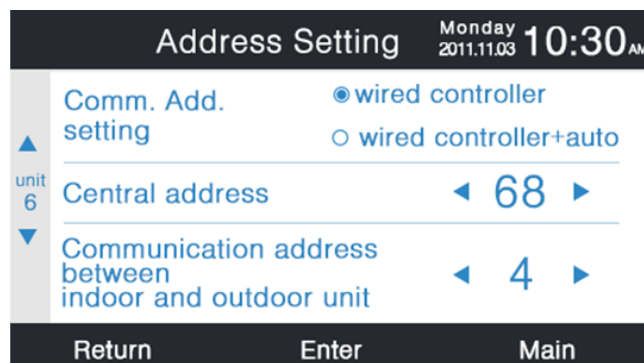 Address Setting
Monday
2011.11.03 10:30 AM
Comm. Add.
setting
wired controller
wired controller+auto
unit
6
Central address
68
Communication address
between
indoor and outdoor unit
4
Return Enter Main